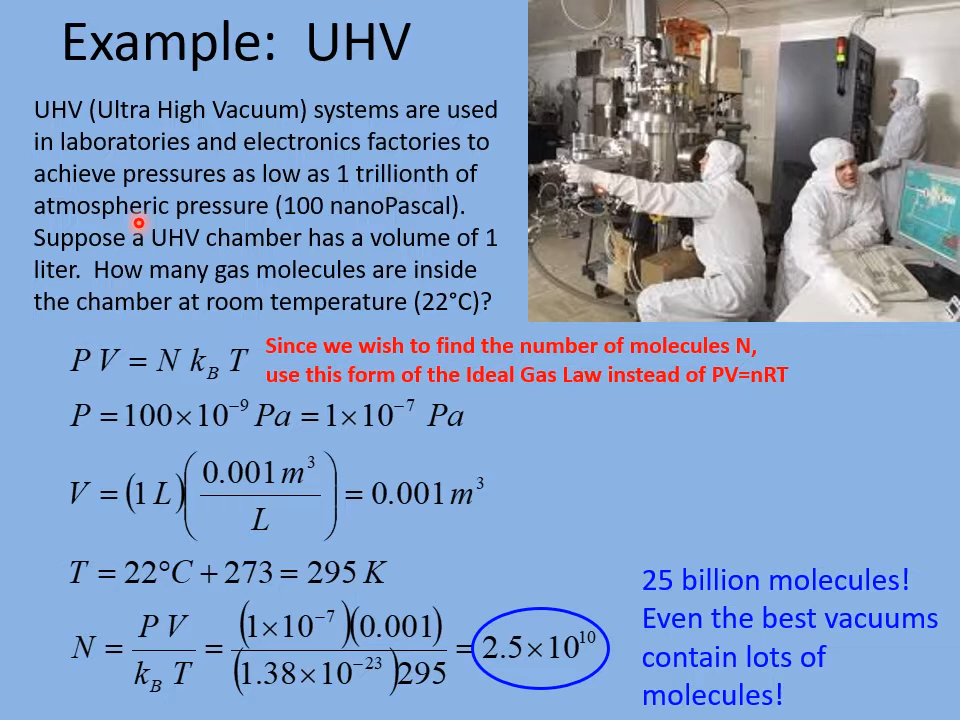 Example: UHV
UHV (Ultra High Vacuum) systems are used
in laboratories and electronics factories to
achieve pressures as low as 1 trillionth of
atmospheric pressure (100 nanoPascal).
Suppose a UHV chamber has a volume of 1
liter. How many gas molecules are inside
the chamber at room temperature (22°C)?
P V = N k_B T
Since we wish to find the number of molecules N,
use this form of the Ideal Gas Law instead of PV=nRT
P = 100×10⁻⁹ Pa = 1×10⁻⁷ Pa
V = (1 L)(0.001 m³ / L) = 0.001 m³
T = 22°C + 273 = 295 K
N = P V / k_B T = (1×10⁻⁷)(0.001) / (1.38×10⁻²³)295 = 2.5×10¹⁰
25 billion molecules!
Even the best vacuums
contain lots of
molecules!